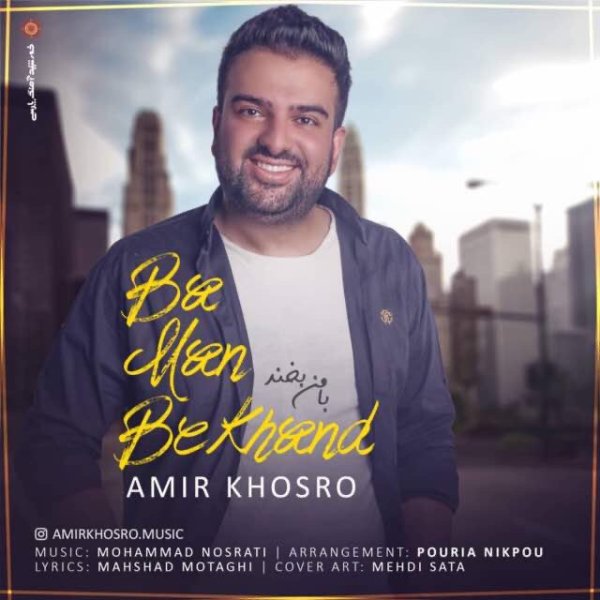 Ba
Man
Bekhand
با من بخند
AMIR KHOSRO
AMIRKHOSRO.MUSIC
MUSIC: MOHAMMAD NOSRATI | ARRANGEMENT: POURIA NIKPOU
LYRICS: MAHSHAD MOTAGHI | COVER ART: MEHDI SATA